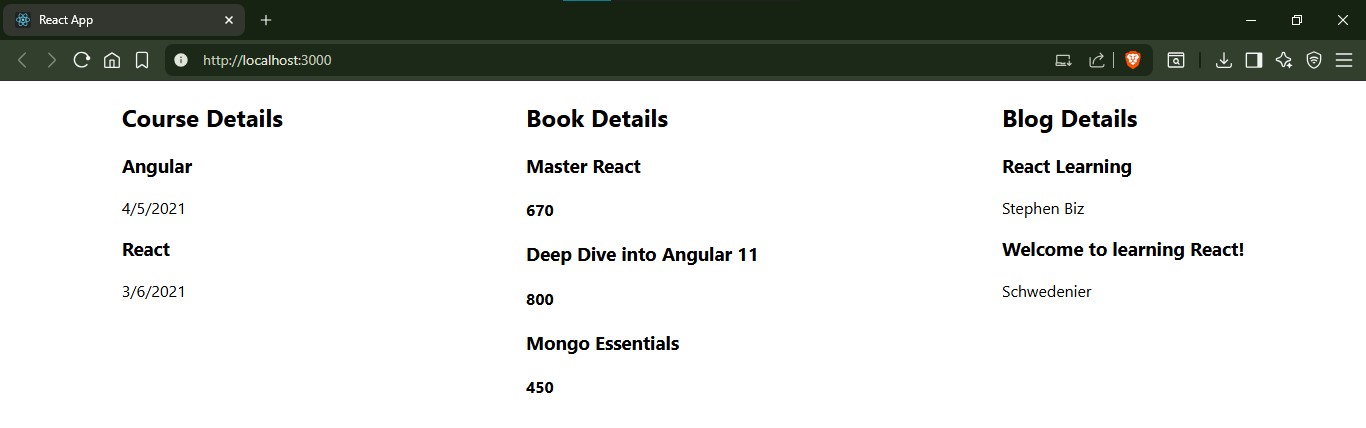 React App
http://localhost:3000
Course Details
Angular
4/5/2021
React
3/6/2021
Book Details
Master React
670
Deep Dive into Angular 11
800
Mongo Essentials
450
Blog Details
React Learning
Stephen Biz
Welcome to learning React!
Schwedenier